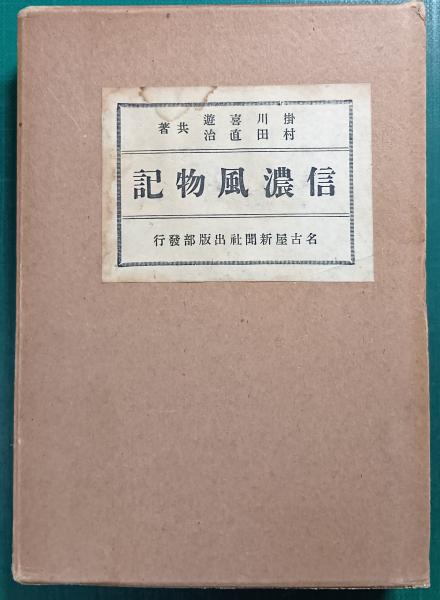 掛川喜遊
村田直治
共著
信濃風物記
名古屋新聞社出版部發行